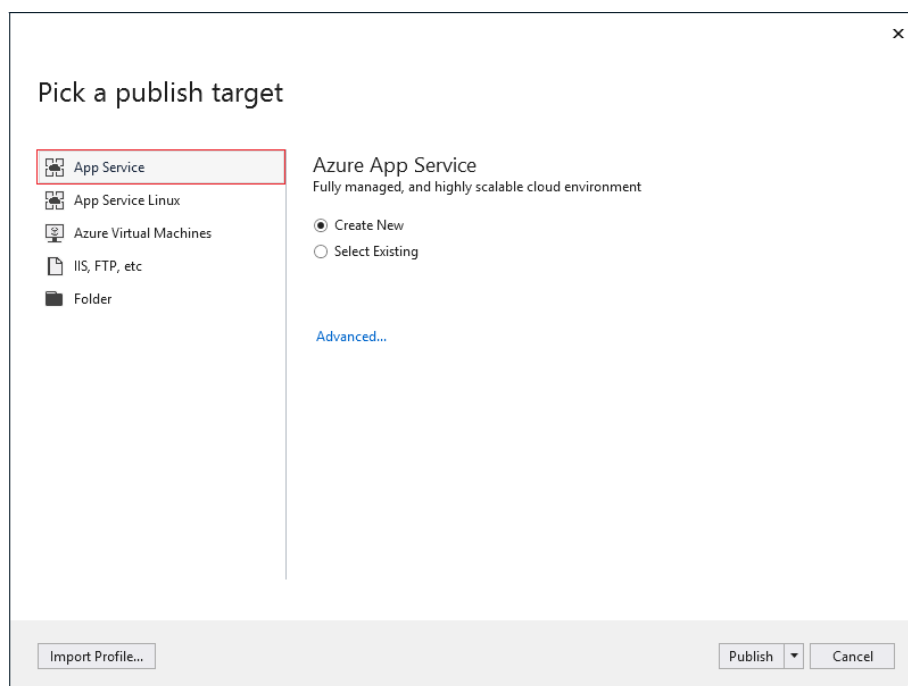 Pick a publish target
App Service
App Service Linux
Azure Virtual Machines
IIS, FTP, etc
Folder
Azure App Service
Fully managed, and highly scalable cloud environment
Create New
Select Existing
Advanced...
Import Profile...
Publish
Cancel